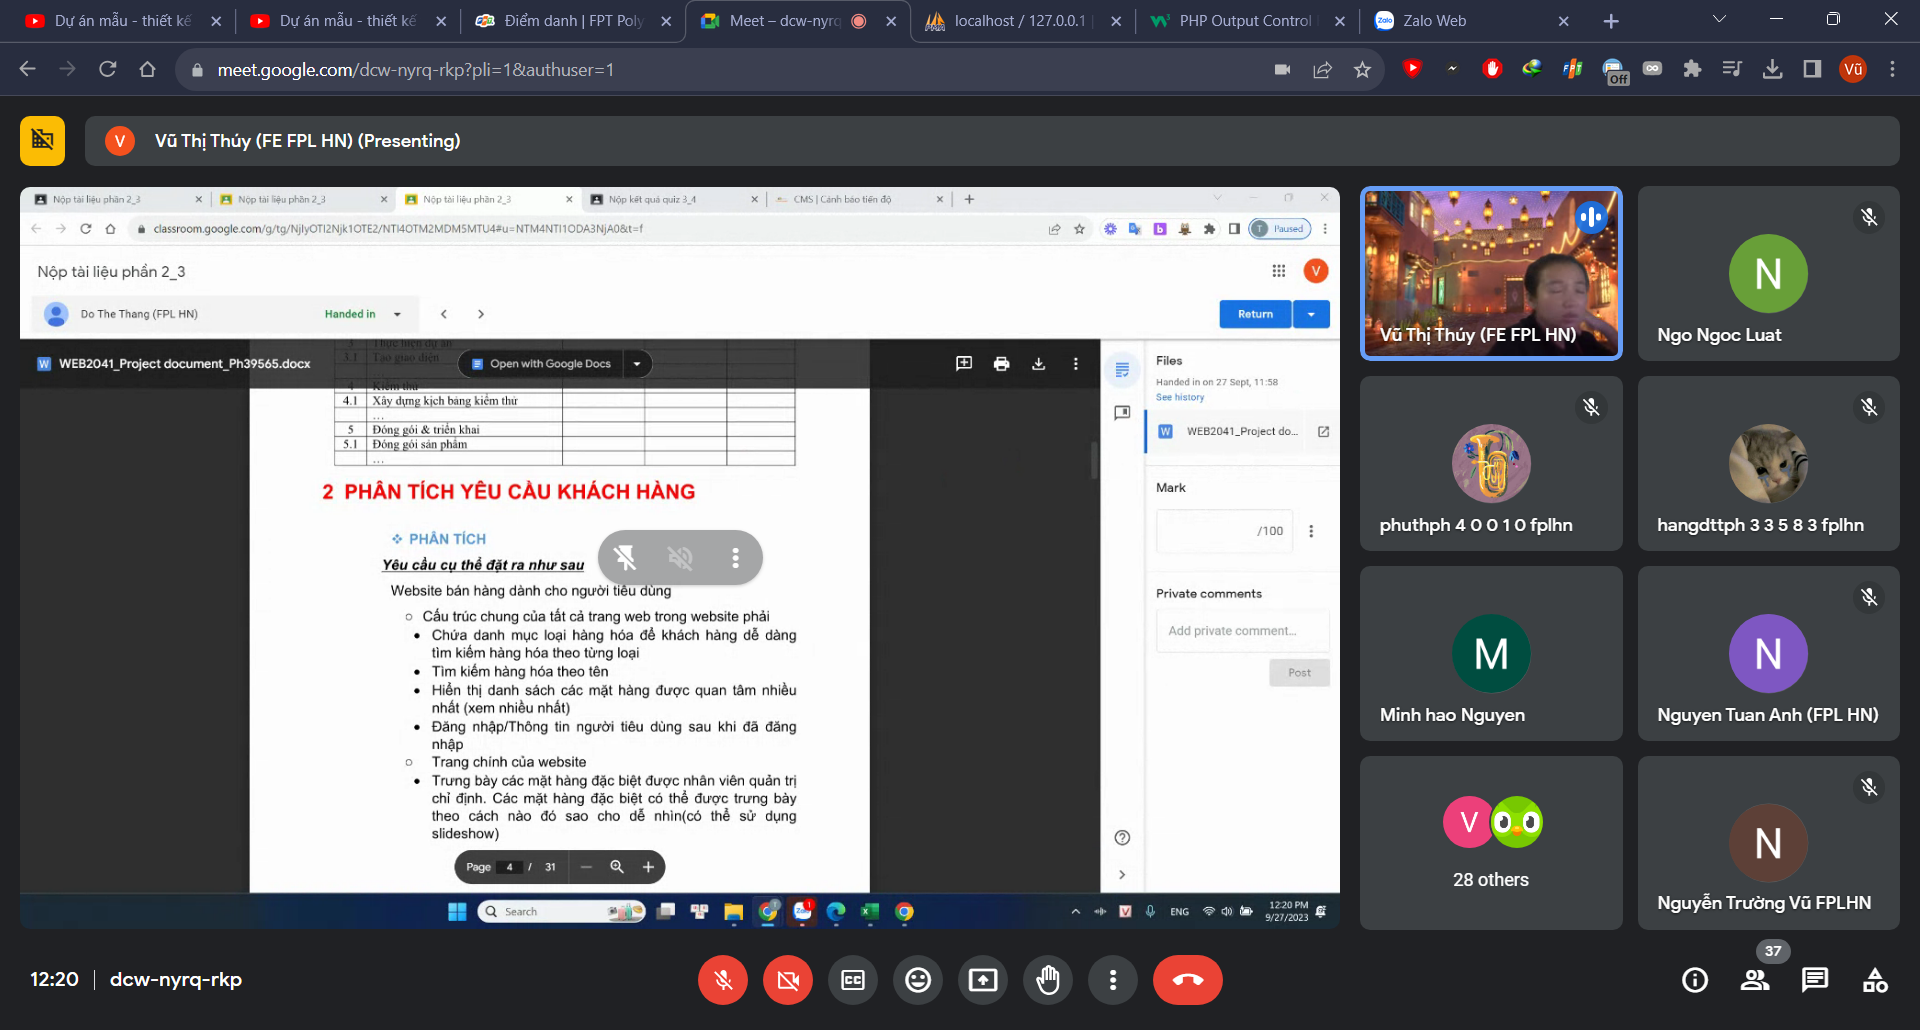 Dự án mẫu - thiết kế
Dự án mẫu - thiết kế
Điểm danh | FPT Poly
Meet – dcw-nyrq
localhost / 127.0.0.1 |
PHP Output Control
Zalo Web
meet.google.com/dcw-nyrq-rkp?pli=1&authuser=1
Off
Vũ
V
Vũ Thị Thúy (FE FPL HN) (Presenting)
Nộp tài liệu phần 2_3
Nộp tài liệu phần 2_3
Nộp tài liệu phần 2_3
Nộp kết quả quiz 3_4
CMS | Cảnh báo tiến độ
classroom.google.com/g/tg/NjIyOTI2Njk1OTE2/NTI4OTM2MDM5MTU4#u=NTM4NTI1ODA3NjA0&t=f
T Paused
Nộp tài liệu phần 2_3
V
Do The Thang (FPL HN)
Handed in
Return
WEB2041_Project document_Ph39565.docx
Open with Google Docs
3 Thực hiện dự án
3.1 Tạo giao diện
4 Kiểm thử
4.1 Xây dựng kịch bảng kiểm thử
...
5 Đóng gói & triển khai
5.1 Đóng gói sản phẩm
...
2 PHÂN TÍCH YÊU CẦU KHÁCH HÀNG
❖ PHÂN TÍCH
Yêu cầu cụ thể đặt ra như sau
Website bán hàng dành cho người tiêu dùng
○ Cấu trúc chung của tất cả trang web trong website phải
• Chứa danh mục loại hàng hóa để khách hàng dễ dàng
tìm kiếm hàng hóa theo từng loại
• Tìm kiếm hàng hóa theo tên
• Hiển thị danh sách các mặt hàng được quan tâm nhiều
nhất (xem nhiều nhất)
• Đăng nhập/Thông tin người tiêu dùng sau khi đã đăng
nhập
○ Trang chính của website
• Trưng bày các mặt hàng đặc biệt được nhân viên quản trị
chỉ định. Các mặt hàng đặc biệt có thể được trưng bày
theo cách nào đó sao cho dễ nhìn(có thể sử dụng
slideshow)
Page 4 / 31
Files
Handed in on 27 Sept, 11:58
See history
WEB2041_Project do...
Mark
/100
Private comments
Add private comment...
Post
Search
ENG
12:20 PM
9/27/2023
Vũ Thị Thúy (FE FPL HN)
N
Ngo Ngoc Luat
phuthph 4 0 0 1 0 fplhn
hangdttph 3 3 5 8 3 fplhn
M
Minh hao Nguyen
N
Nguyen Tuan Anh (FPL HN)
V
28 others
N
Nguyễn Trường Vũ FPLHN
12:20
dcw-nyrq-rkp
37